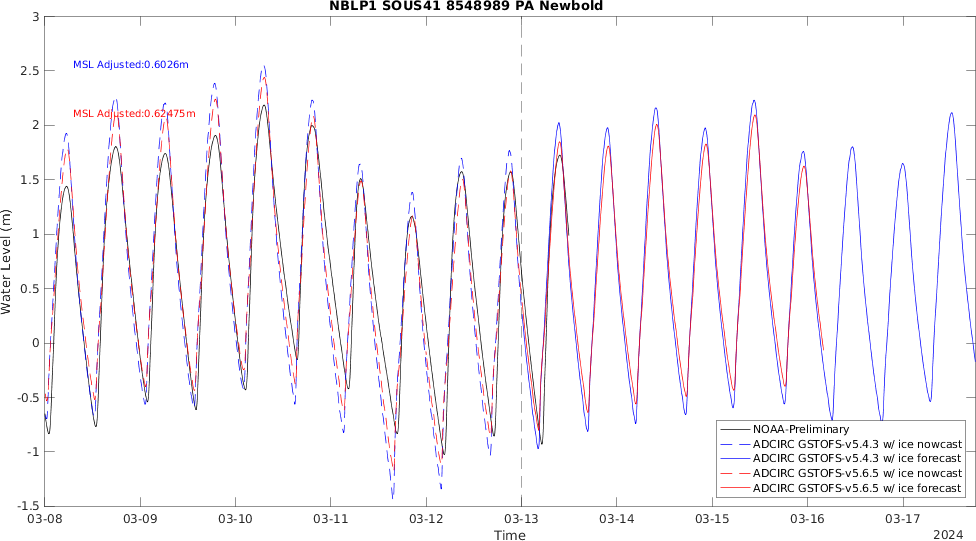 NBLP1 SOUS41 8548989 PA Newbold
3
2.5
2
1.5
1
0.5
0
-0.5
-1
-1.5
Water Level (m)
MSL Adjusted:0.6026m
MSL Adjusted:0.62475m
NOAA-Preliminary
ADCIRC GSTOFS-v5.4.3 w/ ice nowcast
ADCIRC GSTOFS-v5.4.3 w/ ice forecast
ADCIRC GSTOFS-v5.6.5 w/ ice nowcast
ADCIRC GSTOFS-v5.6.5 w/ ice forecast
03-08 03-09 03-10 03-11 03-12 03-13 03-14 03-15 03-16 03-17
Time
2024